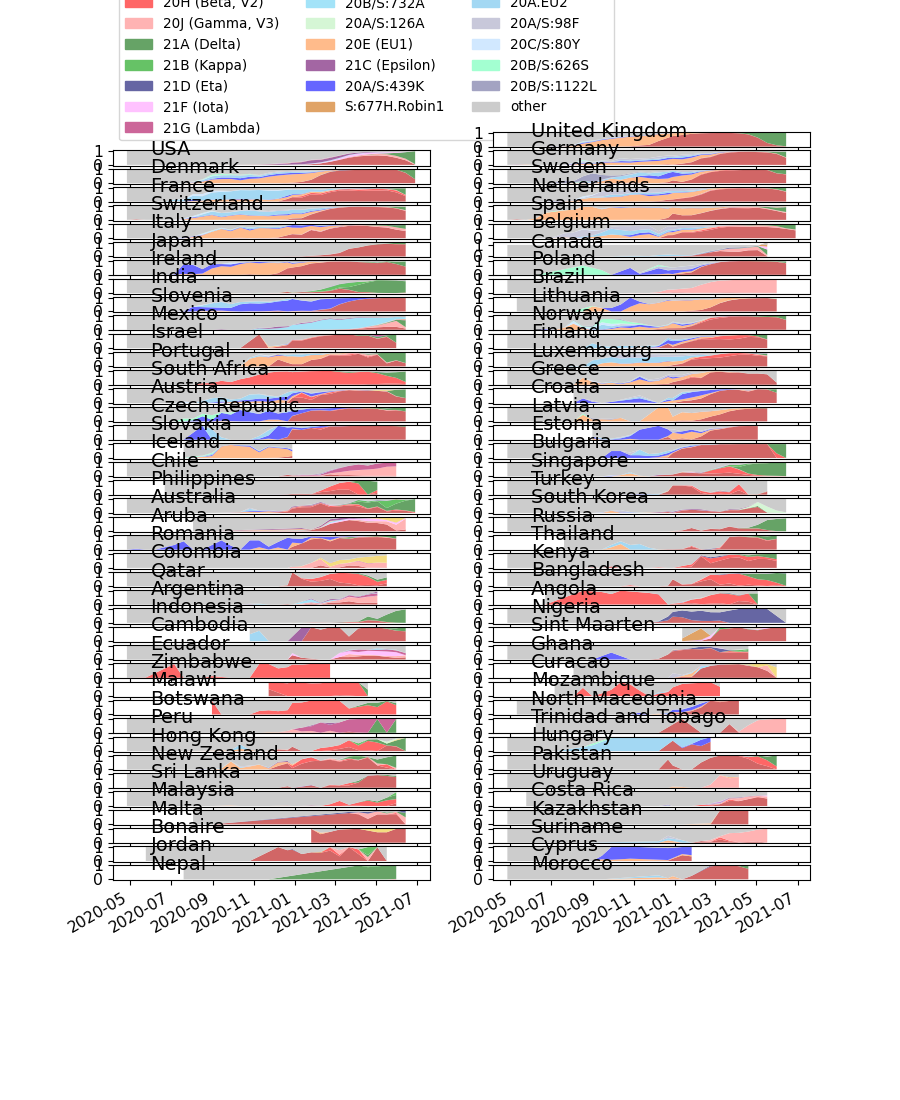 20H (Beta, V2)
20J (Gamma, V3)
21A (Delta)
21B (Kappa)
21D (Eta)
21F (Iota)
21G (Lambda)
20B/S:732A
20A/S:126A
20E (EU1)
21C (Epsilon)
20A/S:439K
S:677H.Robin1
20A.EU2
20A/S:98F
20C/S:80Y
20B/S:626S
20B/S:1122L
other
USA
Denmark
France
Switzerland
Italy
Japan
Ireland
India
Slovenia
Mexico
Israel
Portugal
South Africa
Austria
Czech Republic
Slovakia
Iceland
Chile
Philippines
Australia
Aruba
Romania
Colombia
Qatar
Argentina
Indonesia
Cambodia
Ecuador
Zimbabwe
Malawi
Botswana
Peru
Hong Kong
New Zealand
Sri Lanka
Malaysia
Malta
Bonaire
Jordan
Nepal
1
0
2020-05
2020-07
2020-09
2020-11
2021-01
2021-03
2021-05
2021-07
United Kingdom
Germany
Sweden
Netherlands
Spain
Belgium
Canada
Poland
Brazil
Lithuania
Norway
Finland
Luxembourg
Greece
Croatia
Latvia
Estonia
Bulgaria
Singapore
Turkey
South Korea
Russia
Thailand
Kenya
Bangladesh
Angola
Nigeria
Sint Maarten
Ghana
Curacao
Mozambique
North Macedonia
Trinidad and Tobago
Hungary
Pakistan
Uruguay
Costa Rica
Kazakhstan
Suriname
Cyprus
Morocco
1
0
2020-05
2020-07
2020-09
2020-11
2021-01
2021-03
2021-05
2021-07